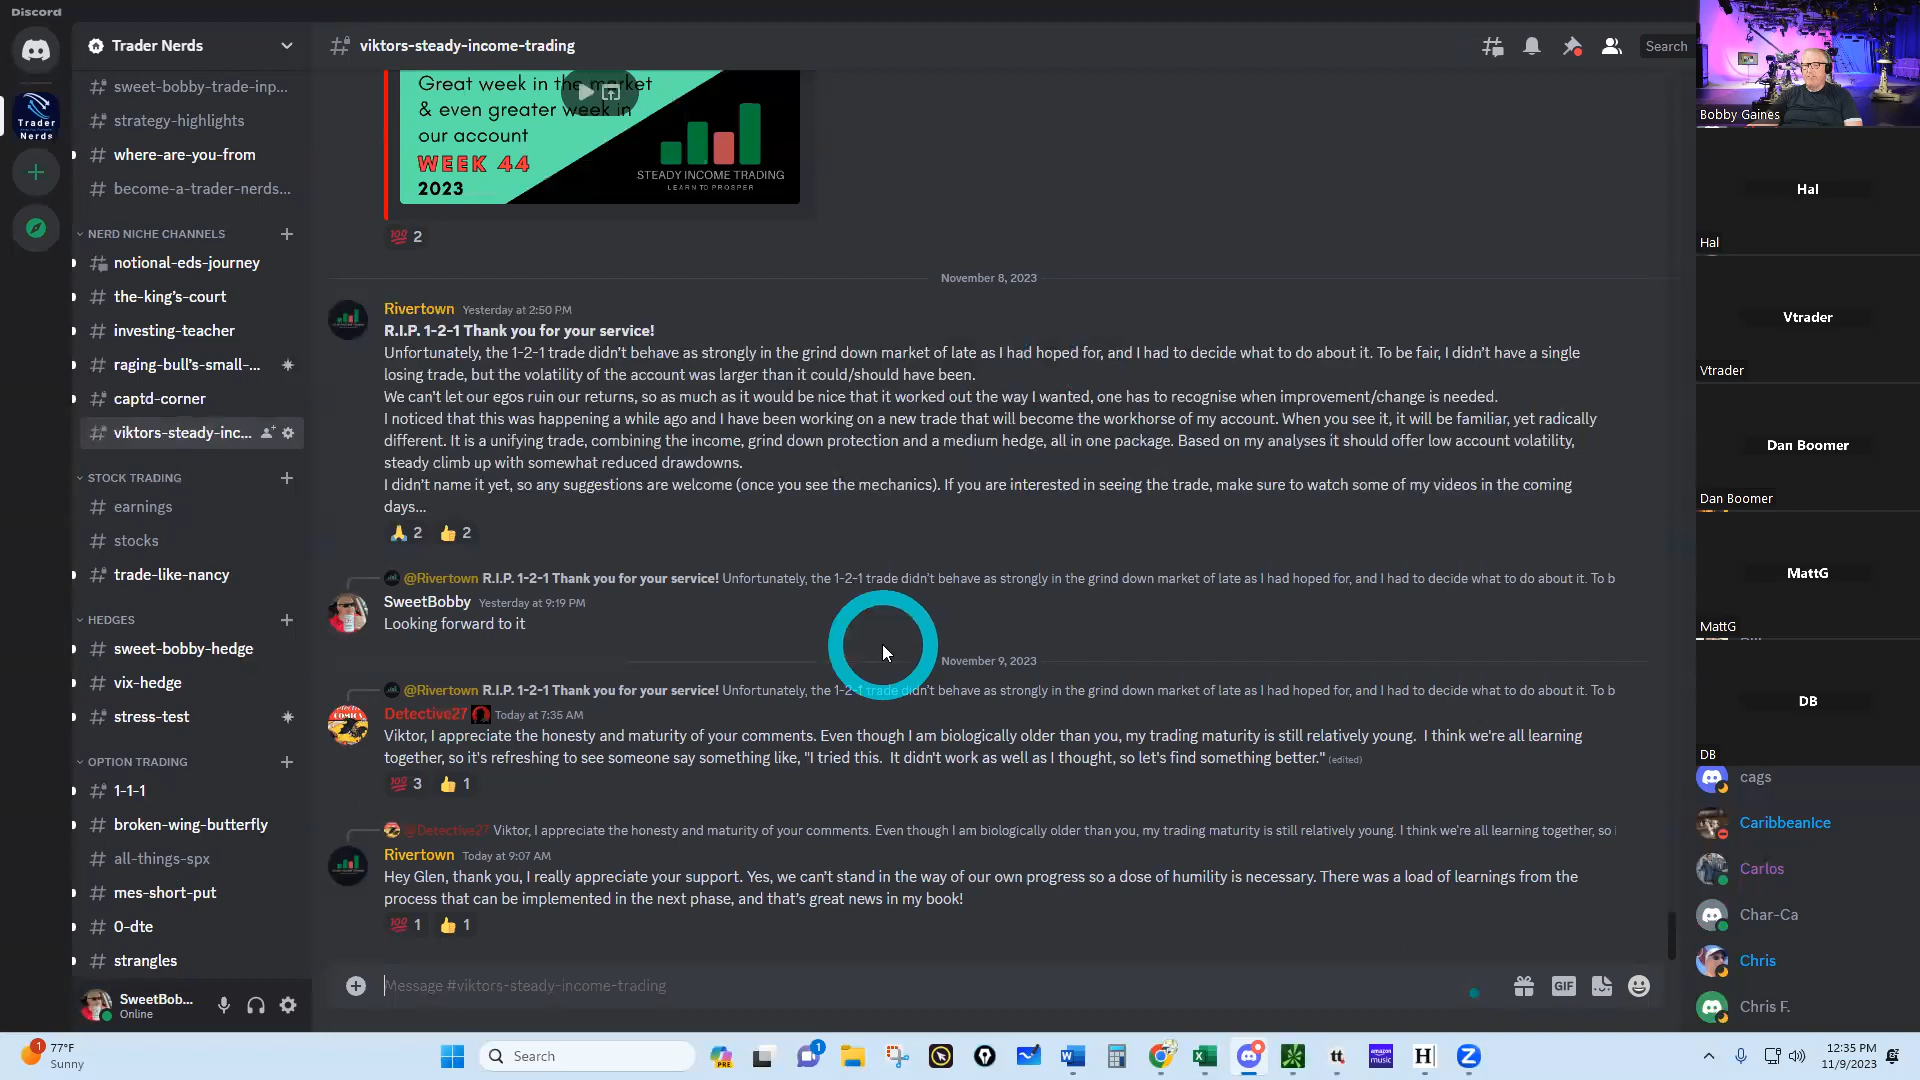 Discord
Trader Nerds
viktors-steady-income-trading
Search
sweet-bobby-trade-inp...
strategy-highlights
where-are-you-from
become-a-trader-nerds...
NERD NICHE CHANNELS
notional-eds-journey
the-king's-court
investing-teacher
raging-bull's-small-...
captd-corner
viktors-steady-inc...
STOCK TRADING
earnings
stocks
trade-like-nancy
HEDGES
sweet-bobby-hedge
vix-hedge
stress-test
OPTION TRADING
1-1-1
broken-wing-butterfly
all-things-spx
mes-short-put
0-dte
strangles
SweetBob...
Online
Trader
Nerds
Great week in the market
& even greater week in
our account
WEEK 44
2023
STEADY INCOME TRADING
LEARN TO PROSPER
100 2
November 8, 2023
Rivertown Yesterday at 2:50 PM
R.I.P. 1-2-1 Thank you for your service!
Unfortunately, the 1-2-1 trade didn't behave as strongly in the grind down market of late as I had hoped for, and I had to decide what to do about it. To be fair, I didn't have a single
losing trade, but the volatility of the account was larger than it could/should have been.
We can't let our egos ruin our returns, so as much as it would be nice that it worked out the way I wanted, one has to recognise when improvement/change is needed.
I noticed that this was happening a while ago and I have been working on a new trade that will become the workhorse of my account. When you see it, it will be familiar, yet radically
different. It is a unifying trade, combining the income, grind down protection and a medium hedge, all in one package. Based on my analyses it should offer low account volatility,
steady climb up with somewhat reduced drawdowns.
I didn't name it yet, so any suggestions are welcome (once you see the mechanics). If you are interested in seeing the trade, make sure to watch some of my videos in the coming
days...
2 2
@Rivertown R.I.P. 1-2-1 Thank you for your service! Unfortunately, the 1-2-1 trade didn't behave as strongly in the grind down market of late as I had hoped for, and I had to decide what to do about it. To b
SweetBobby Yesterday at 9:19 PM
Looking forward to it
November 9, 2023
@Rivertown R.I.P. 1-2-1 Thank you for your service! Unfortunately, the 1-2-1 trade didn't behave as strongly in the grind down market of late as I had hoped for, and I had to decide what to do about it. To b
Detective27 Today at 7:35 AM
Viktor, I appreciate the honesty and maturity of your comments. Even though I am biologically older than you, my trading maturity is still relatively young. I think we're all learning
together, so it's refreshing to see someone say something like, "I tried this. It didn't work as well as I thought, so let's find something better." (edited)
100 3 1
@Detective27 Viktor, I appreciate the honesty and maturity of your comments. Even though I am biologically older than you, my trading maturity is still relatively young. I think we're all learning together, so i
Rivertown Today at 9:07 AM
Hey Glen, thank you, I really appreciate your support. Yes, we can't stand in the way of our own progress so a dose of humility is necessary. There was a load of learnings from the
process that can be implemented in the next phase, and that's great news in my book!
100 1 1
Message #viktors-steady-income-trading
GIF
Bobby Gaines
Hal
Hal
Vtrader
Vtrader
Dan Boomer
Dan Boomer
MattG
MattG
DB
DB
cags
CaribbeanIce
Carlos
Char-Ca
Chris
Chris F.
1
77°F
Sunny
Search
PRE
1
tt
amazon music
H
12:35 PM
11/9/2023